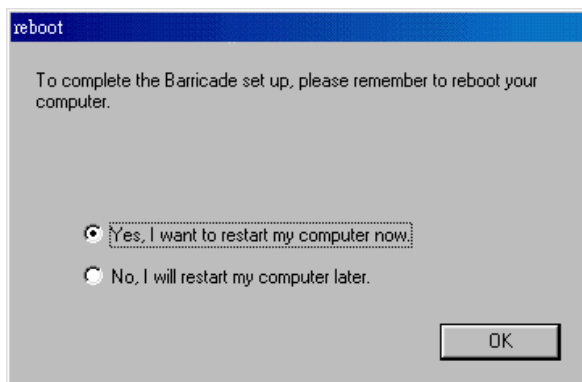 reboot
To complete the Barricade set up, please remember to reboot your
computer.
Yes, I want to restart my computer now.
No, I will restart my computer later.
OK